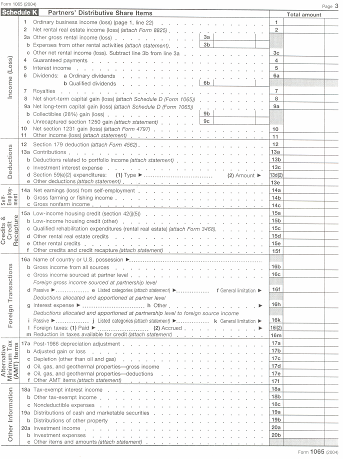 Form 1065 (2004) Page 3
Schedule K Partners' Distributive Share Items Total amount
Income (Loss)
1 Ordinary business income (loss) (page 1, line 22) 1
2 Net rental real estate income (loss) (attach Form 8825) 2
3a Other gross rental income (loss) 3a
b Expenses from other rental activities (attach statement) 3b
c Other net rental income (loss). Subtract line 3b from line 3a 3c
4 Guaranteed payments 4
5 Interest income 5
6 Dividends: a Ordinary dividends 6a
b Qualified dividends 6b
7 Royalties 7
8 Net short-term capital gain (loss) (attach Schedule D (Form 1065)) 8
9a Net long-term capital gain (loss) (attach Schedule D (Form 1065)) 9a
b Collectibles (28%) gain (loss) 9b
c Unrecaptured section 1250 gain (attach statement) 9c
10 Net section 1231 gain (loss) (attach Form 4797) 10
11 Other income (loss) (attach statement) 11
Deductions
12 Section 179 deduction (attach Form 4562) 12
13a Contributions 13a
b Deductions related to portfolio income (attach statement) 13b
c Investment interest expense 13c
d Section 59(e)(2) expenditures: (1) Type ▶ (2) Amount ▶ 13d(2)
e Other deductions (attach statement) 13e
Self-Employment
14a Net earnings (loss) from self-employment 14a
b Gross farming or fishing income 14b
c Gross nonfarm income 14c
Credits & Credit Recapture
15a Low-income housing credit (section 42(j)(5)) 15a
b Low-income housing credit (other) 15b
c Qualified rehabilitation expenditures (rental real estate) (attach Form 3468) 15c
d Other rental real estate credits 15d
e Other rental credits 15e
f Other credits and credit recapture (attach statement) 15f
Foreign Transactions
16a Name of country or U.S. possession ▶
b Gross income from all sources 16b
c Gross income sourced at partner level 16c
Foreign gross income sourced at partnership level
d Passive ▶ e Listed categories (attach statement) ▶ f General limitation ▶ 16f
Deductions allocated and apportioned at partner level
g Interest expense ▶ h Other ▶ 16h
Deductions allocated and apportioned at partnership level to foreign source income
i Passive ▶ j Listed categories (attach statement) ▶ k General limitation ▶ 16k
l Foreign taxes: (1) Paid ▶ (2) Accrued ▶ 16l(2)
m Reduction in taxes available for credit (attach statement) 16m
Alternative Minimum Tax (AMT) Items
17a Post-1986 depreciation adjustment 17a
b Adjusted gain or loss 17b
c Depletion (other than oil and gas) 17c
d Oil, gas, and geothermal properties—gross income 17d
e Oil, gas, and geothermal properties—deductions 17e
f Other AMT items (attach statement) 17f
Other Information
18a Tax-exempt interest income 18a
b Other tax-exempt income 18b
c Nondeductible expenses 18c
19a Distributions of cash and marketable securities 19a
b Distributions of other property 19b
20a Investment income 20a
b Investment expenses 20b
c Other items and amounts (attach statement)
Form 1065 (2004)